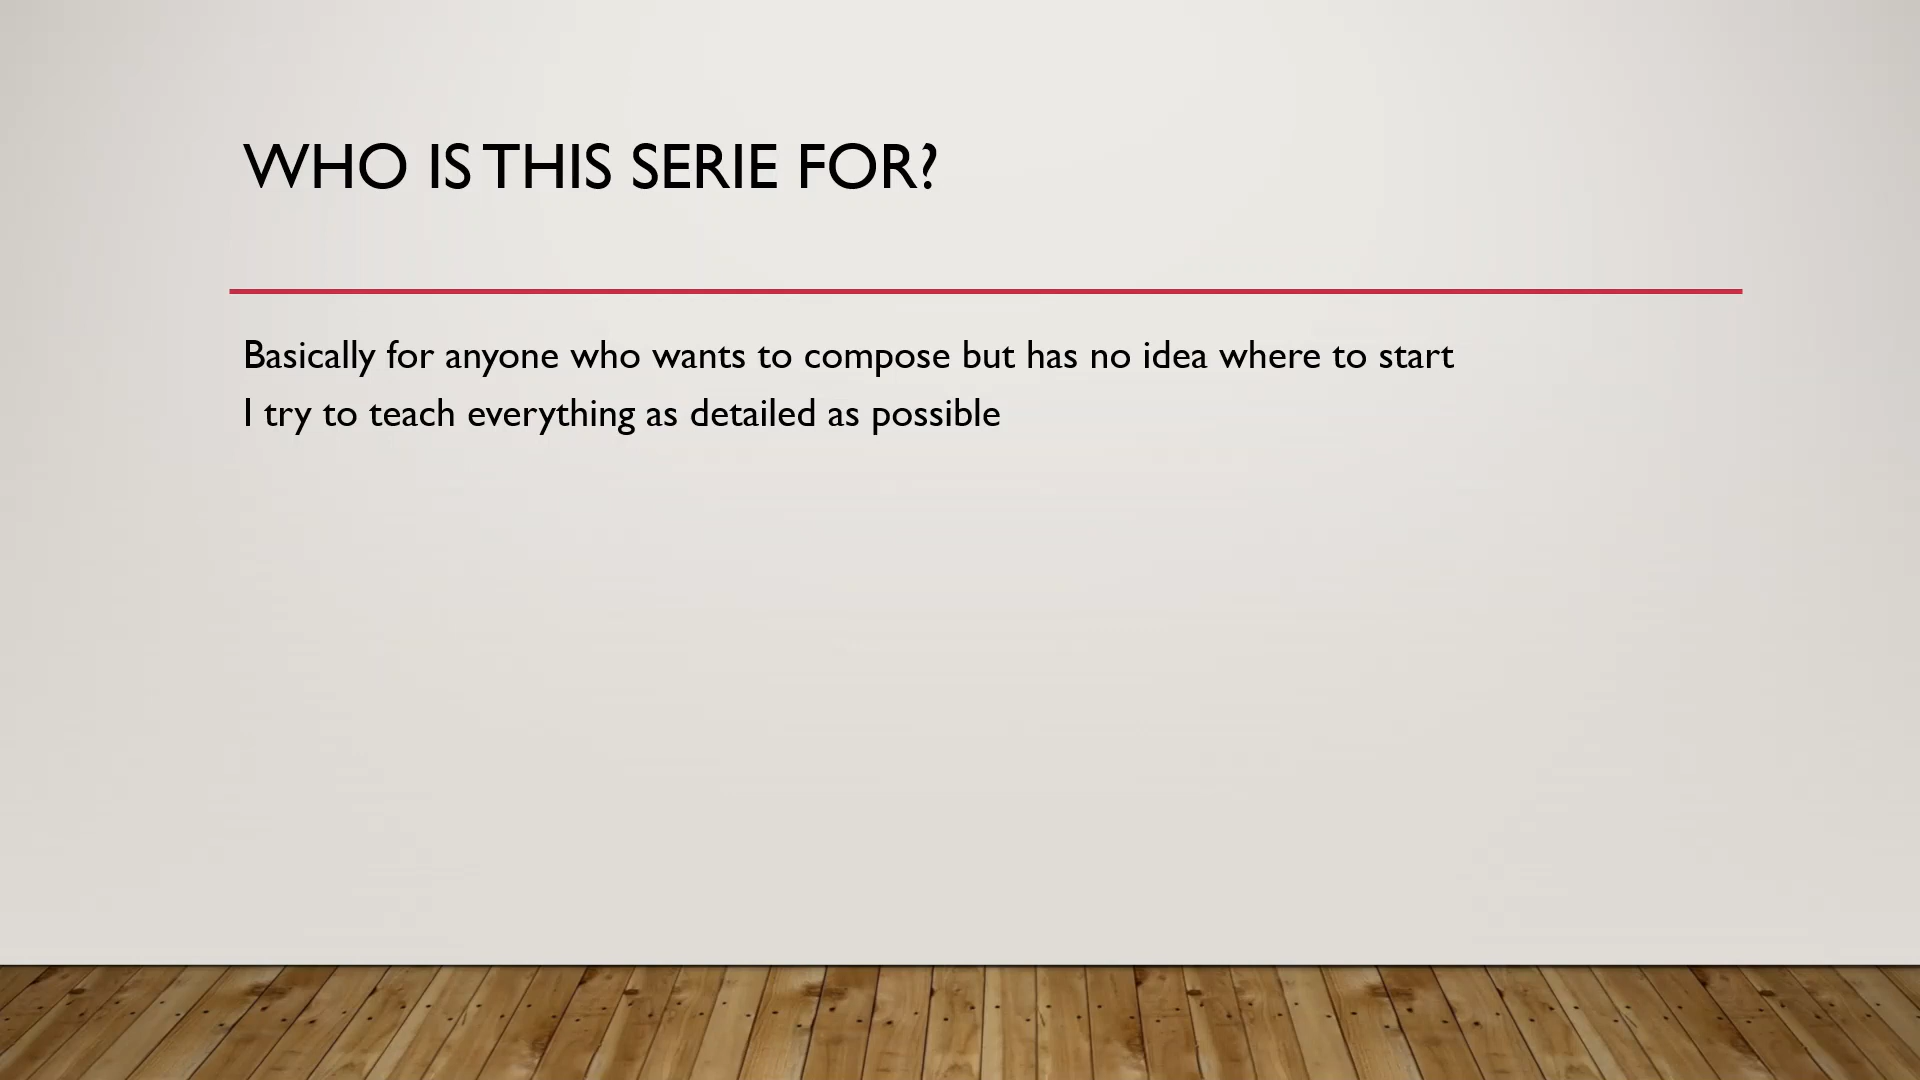 WHO IS THIS SERIE FOR?
Basically for anyone who wants to compose but has no idea where to start
I try to teach everything as detailed as possible